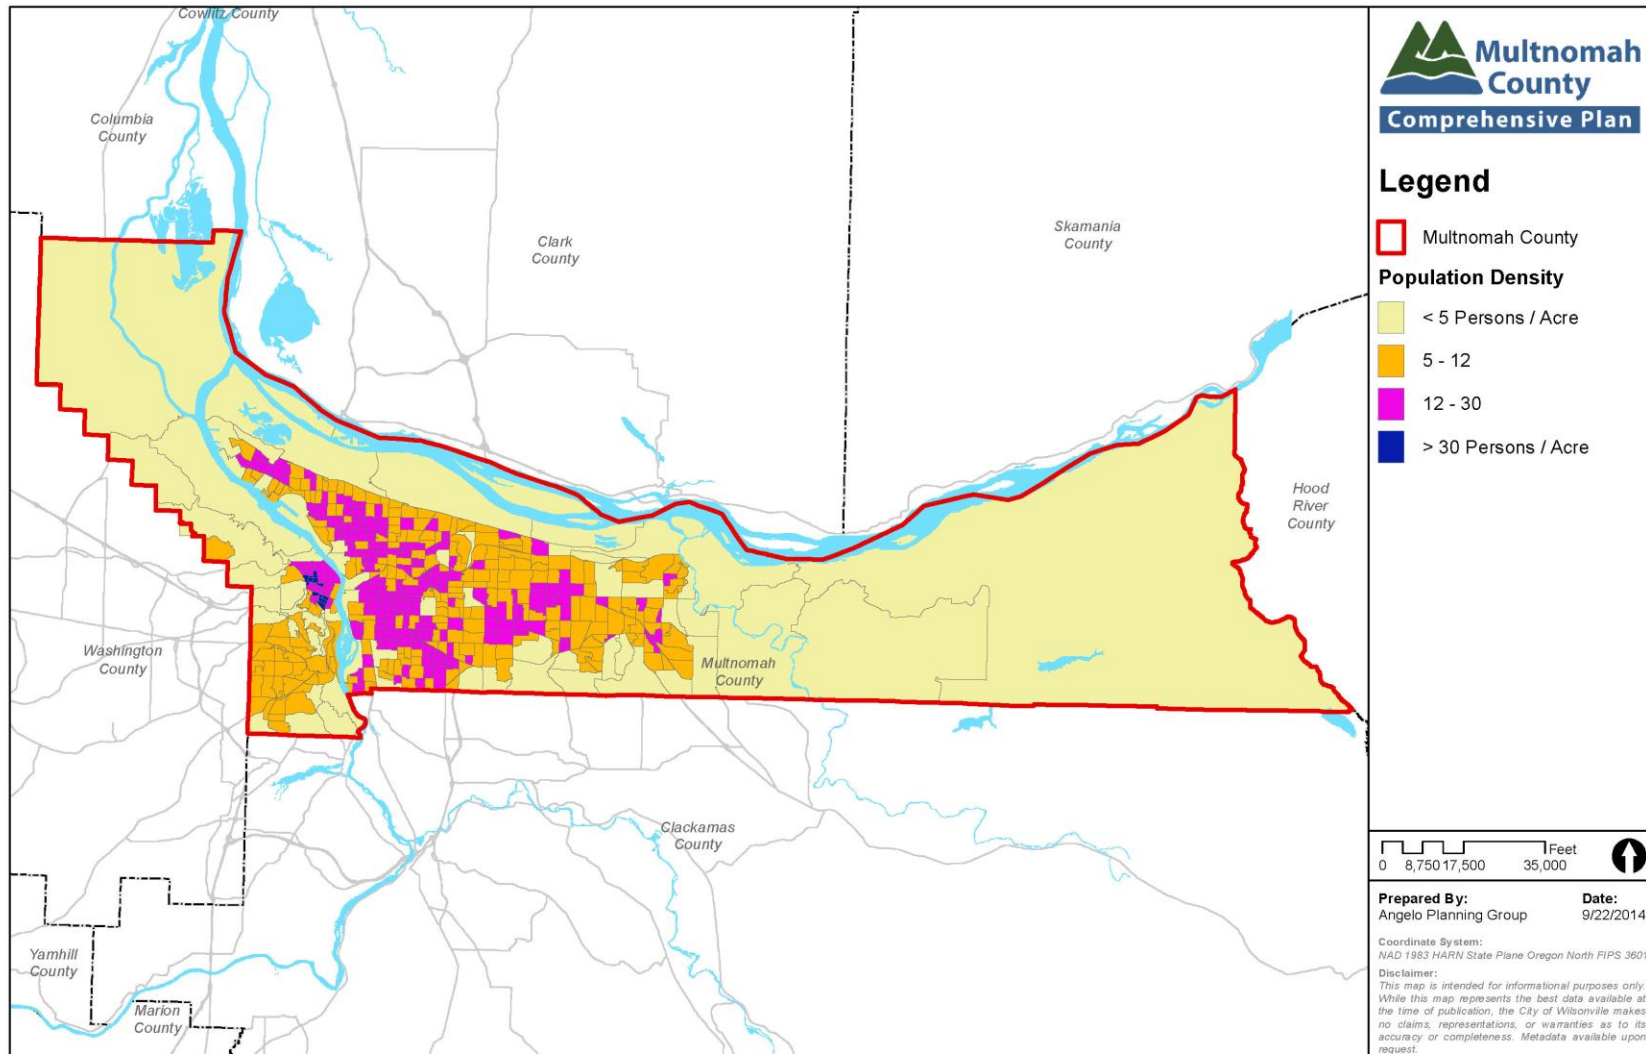 Cowlitz County
Columbia
County
Clark
County
Skamania
County
Hood
River
County
Washington
County
Multnomah
County
Clackamas
County
Yamhill
County
Marion
County
Multnomah
County
Comprehensive Plan
Legend
Multnomah County
Population Density
< 5 Persons / Acre
5 - 12
12 - 30
> 30 Persons / Acre
Feet
0 8,750 17,500 35,000
Prepared By: Date:
Angelo Planning Group 9/22/2014
Coordinate System:
NAD 1983 HARN State Plane Oregon North FIPS 3601
Disclaimer:
This map is intended for informational purposes only.
While this map represents the best data available at
the time of publication, the City of Wilsonville makes
no claims, representations, or warranties as to its
accuracy or completeness. Metadata available upon
request.